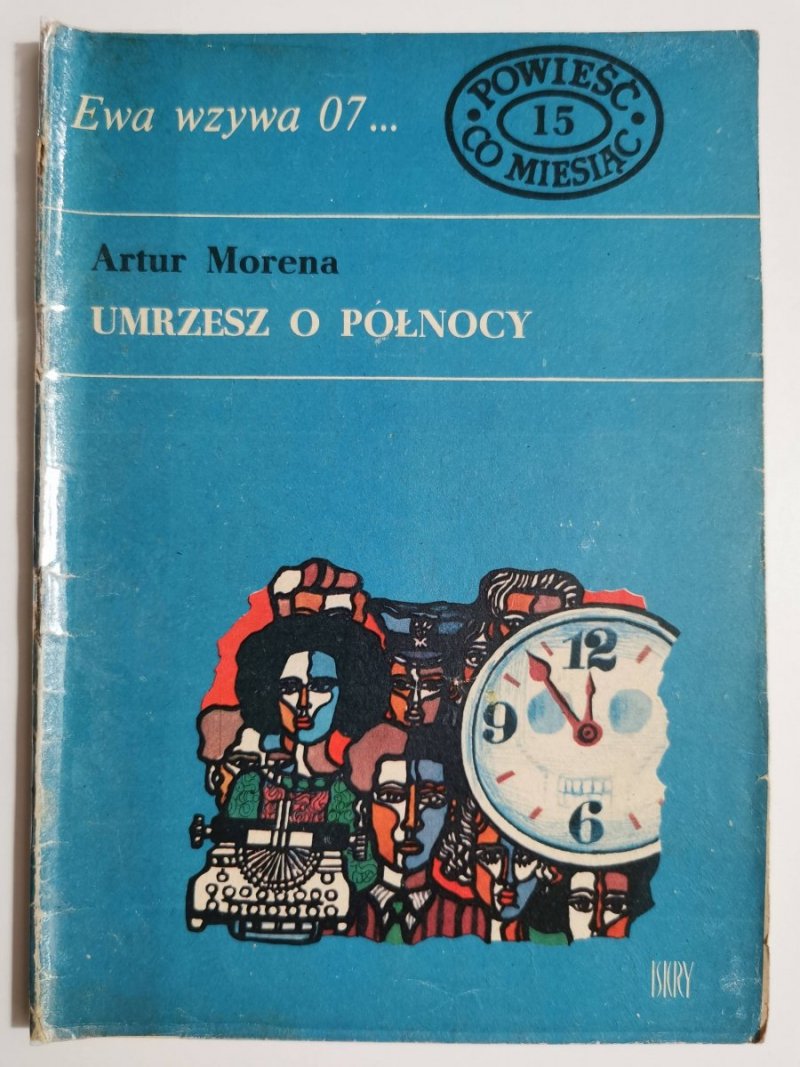 Ewa wzywa 07...
• POWIEŚĆ •
15
CO MIESIĄC
Artur Morena
UMRZESZ O PÓŁNOCY
12
9
6
ISKRY